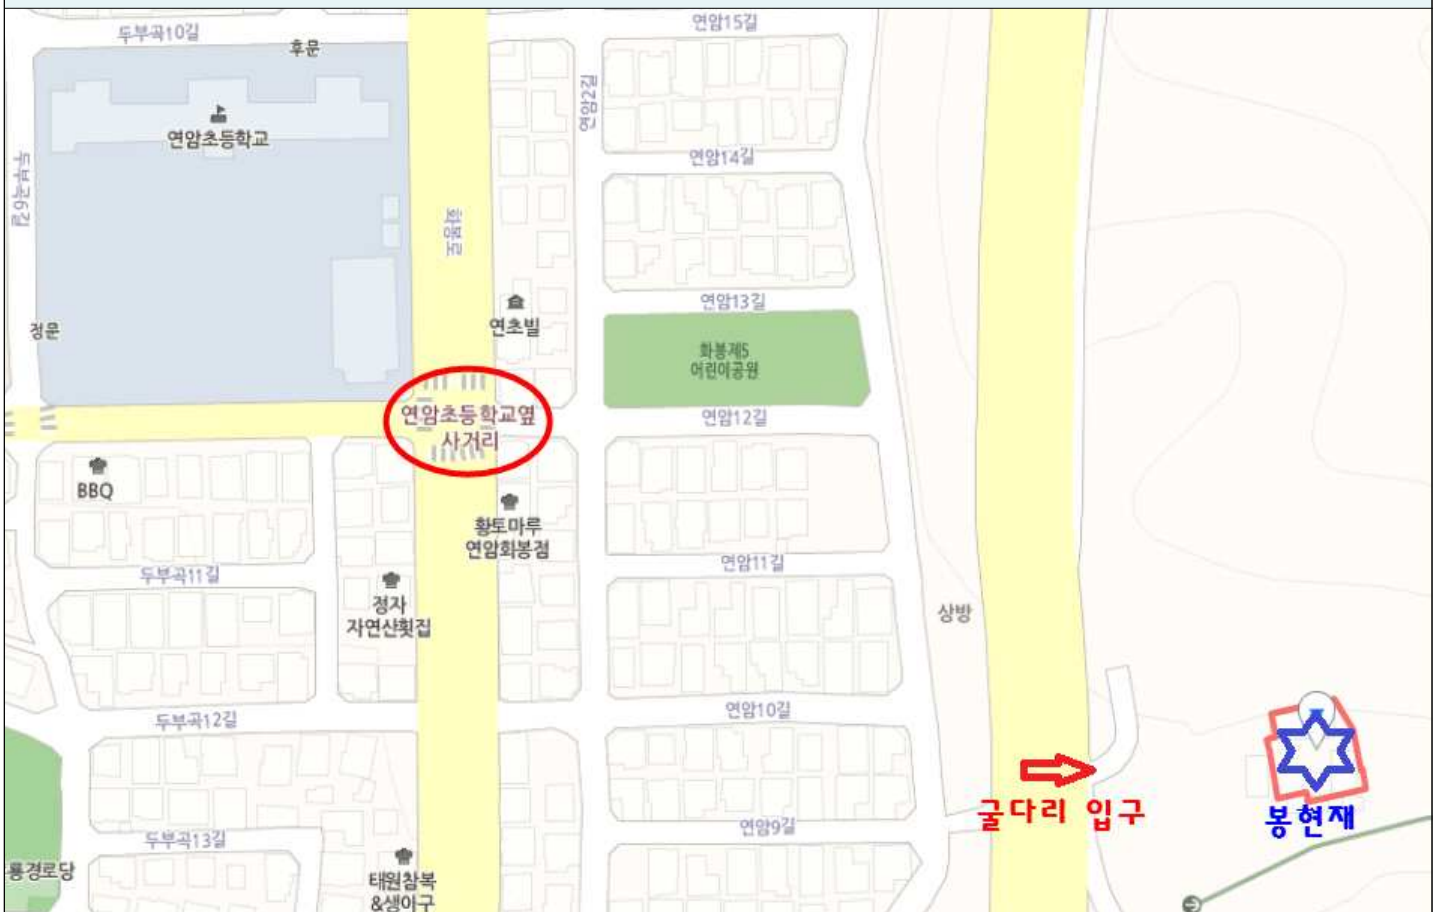 두부곡10길
후문
연암15길
연암2길
연암초등학교
연암14길
두부곡6길
화봉로
연암13길
연초빌
정문
화봉제5
어린이공원
연암초등학교옆
사거리
연암12길
BBQ
황토마루
연암화봉점
연암11길
두부곡11길
정자
자연산횟집
상방
연암10길
두부곡12길
굴다리 입구
봉현재
연암9길
두부곡13길
룡경로당
태원참복
&생아구